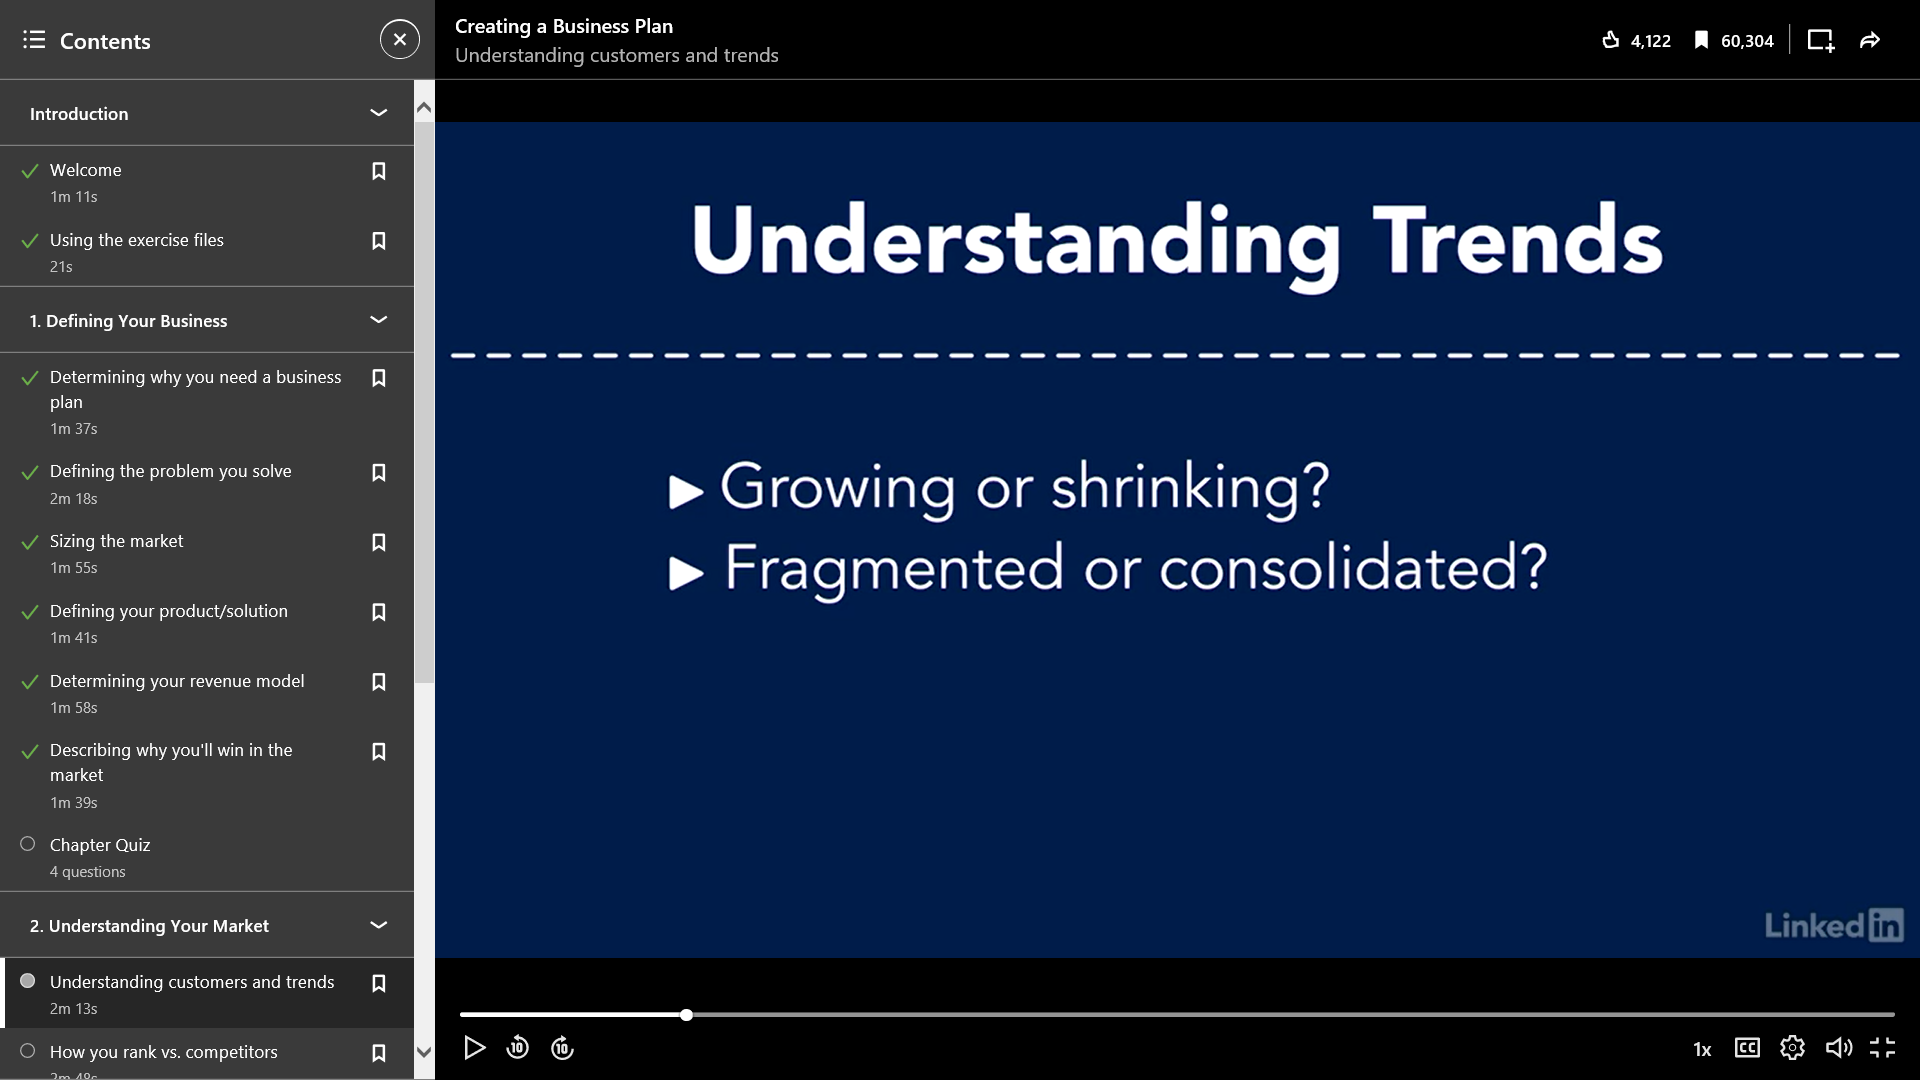 Contents
Creating a Business Plan
Understanding customers and trends
4,122
60,304
Introduction
Welcome
1m 11s
Using the exercise files
21s
1. Defining Your Business
Determining why you need a business
plan
1m 37s
Defining the problem you solve
2m 18s
Sizing the market
1m 55s
Defining your product/solution
1m 41s
Determining your revenue model
1m 58s
Describing why you'll win in the
market
1m 39s
Chapter Quiz
4 questions
2. Understanding Your Market
Understanding customers and trends
2m 13s
How you rank vs. competitors
2m 48s
Understanding Trends
Growing or shrinking?
Fragmented or consolidated?
Linked in
10
10
1x
CC